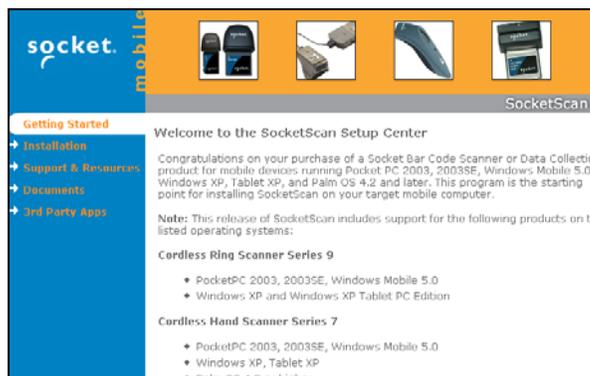 socket.
mobile
SocketScan
Getting Started
Installation
Support & Resources
Documents
3rd Party Apps
Welcome to the SocketScan Setup Center
Congratulations on your purchase of a Socket Bar Code Scanner or Data Collecti
product for mobile devices running Pocket PC 2003, 2003SE, Windows Mobile 5.0
Windows XP, Tablet XP, and Palm OS 4.2 and later. This program is the starting
point for installing SocketScan on your target mobile computer.
Note: This release of SocketScan includes support for the following products on t
listed operating systems:
Cordless Ring Scanner Series 9
PocketPC 2003, 2003SE, Windows Mobile 5.0
Windows XP and Windows XP Tablet PC Edition
Cordless Hand Scanner Series 7
PocketPC 2003, 2003SE, Windows Mobile 5.0
Windows XP, Tablet XP